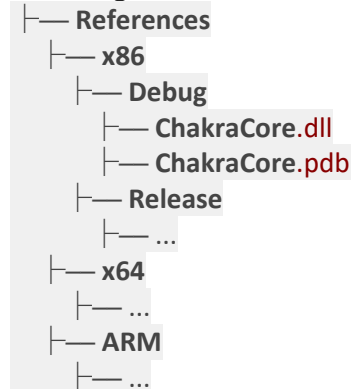 ├— References
├— x86
├— Debug
├— ChakraCore.dll
├— ChakraCore.pdb
├— Release
├— ...
├— x64
├— ...
├— ARM
├— ...